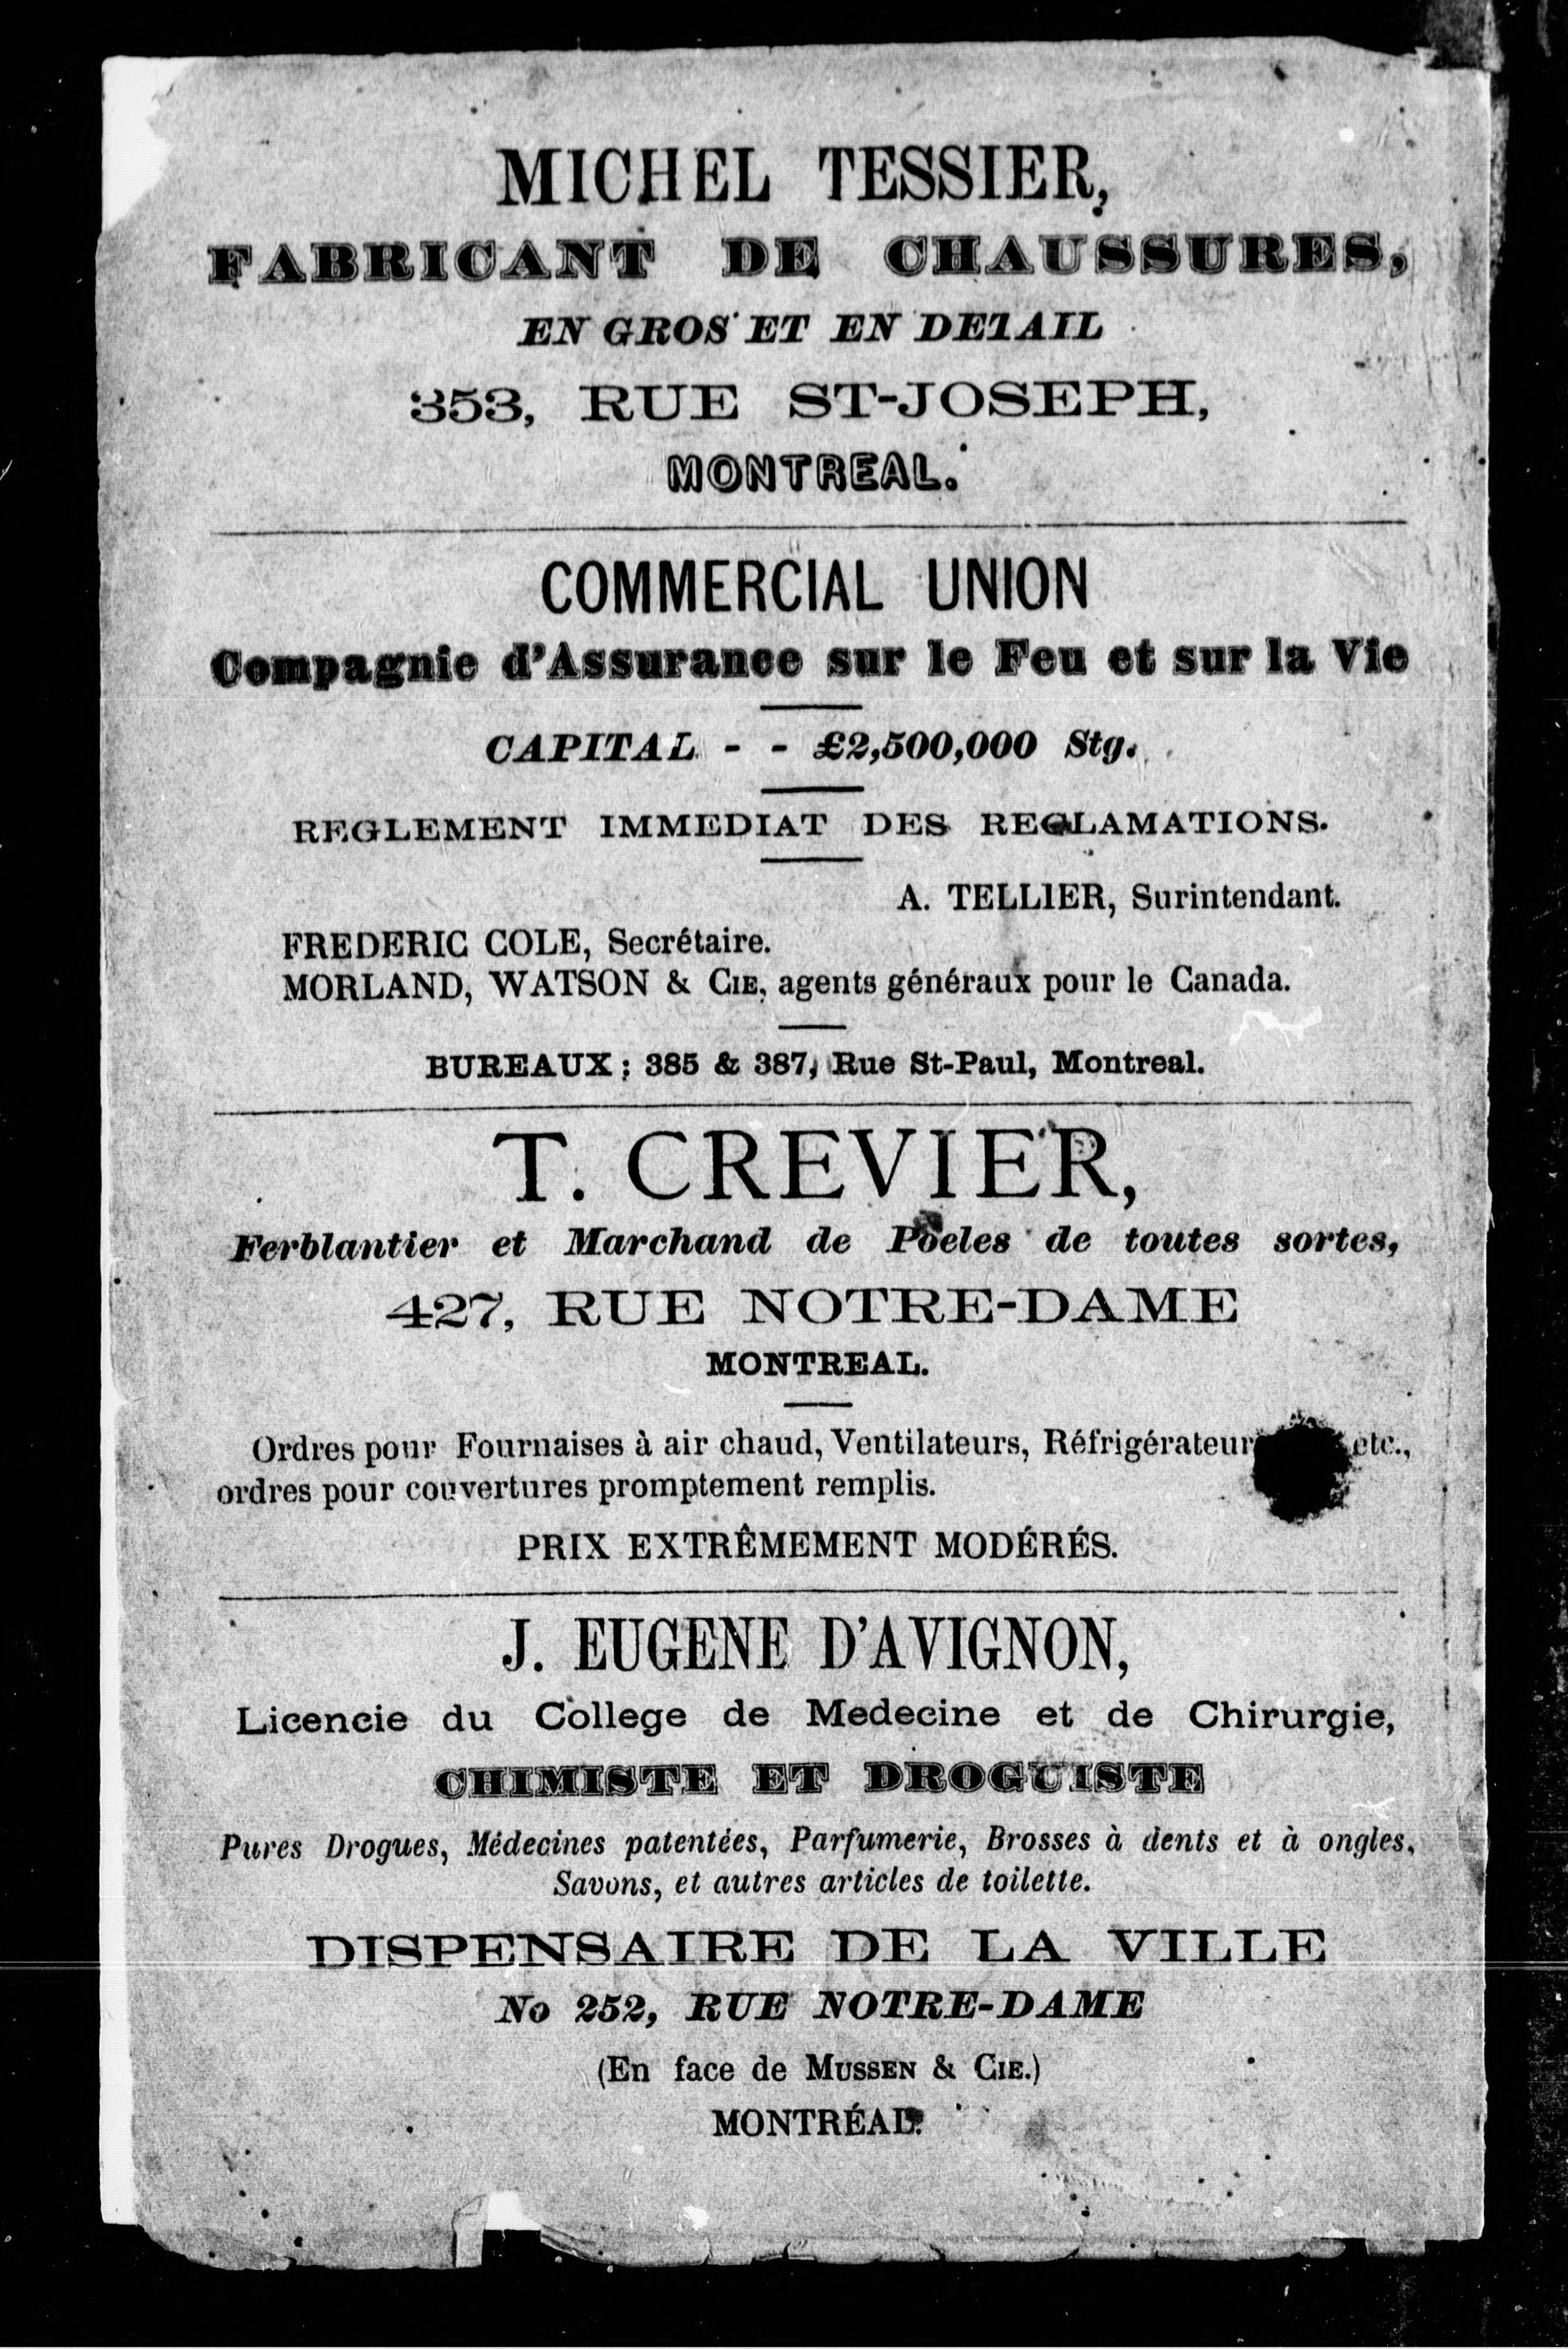 MICHEL TESSIER,
FABRICANT DE CHAUSSURES,
EN GROS ET EN DETAIL
353, RUE ST-JOSEPH,
MONTREAL.
COMMERCIAL UNION
Compagnie d'Assurance sur le Feu et sur la Vie
CAPITAL - - £2,500,000 Stg.
REGLEMENT IMMEDIAT DES RECLAMATIONS.
A. TELLIER, Surintendant.
FREDERIC COLE, Secrétaire.
MORLAND, WATSON & CIE, agents généraux pour le Canada.
BUREAUX: 385 & 387, Rue St-Paul, Montreal.
T. CREVIER,
Ferblantier et Marchand de Poeles de toutes sortes,
427, RUE NOTRE-DAME
MONTREAL.
Ordres pour Fournaises à air chaud, Ventilateurs, Réfrigérateur etc.,
ordres pour couvertures promptement remplis.
PRIX EXTRÊMEMENT MODÉRÉS.
J. EUGENE D'AVIGNON,
Licencie du College de Medecine et de Chirurgie,
CHIMISTE ET DROGUISTE
Pures Drogues, Médecines patentées, Parfumerie, Brosses à dents et à ongles,
Savons, et autres articles de toilette.
DISPENSAIRE DE LA VILLE
No 252, RUE NOTRE-DAME
(En face de MUSSEN & CIE.)
MONTRÉAL.